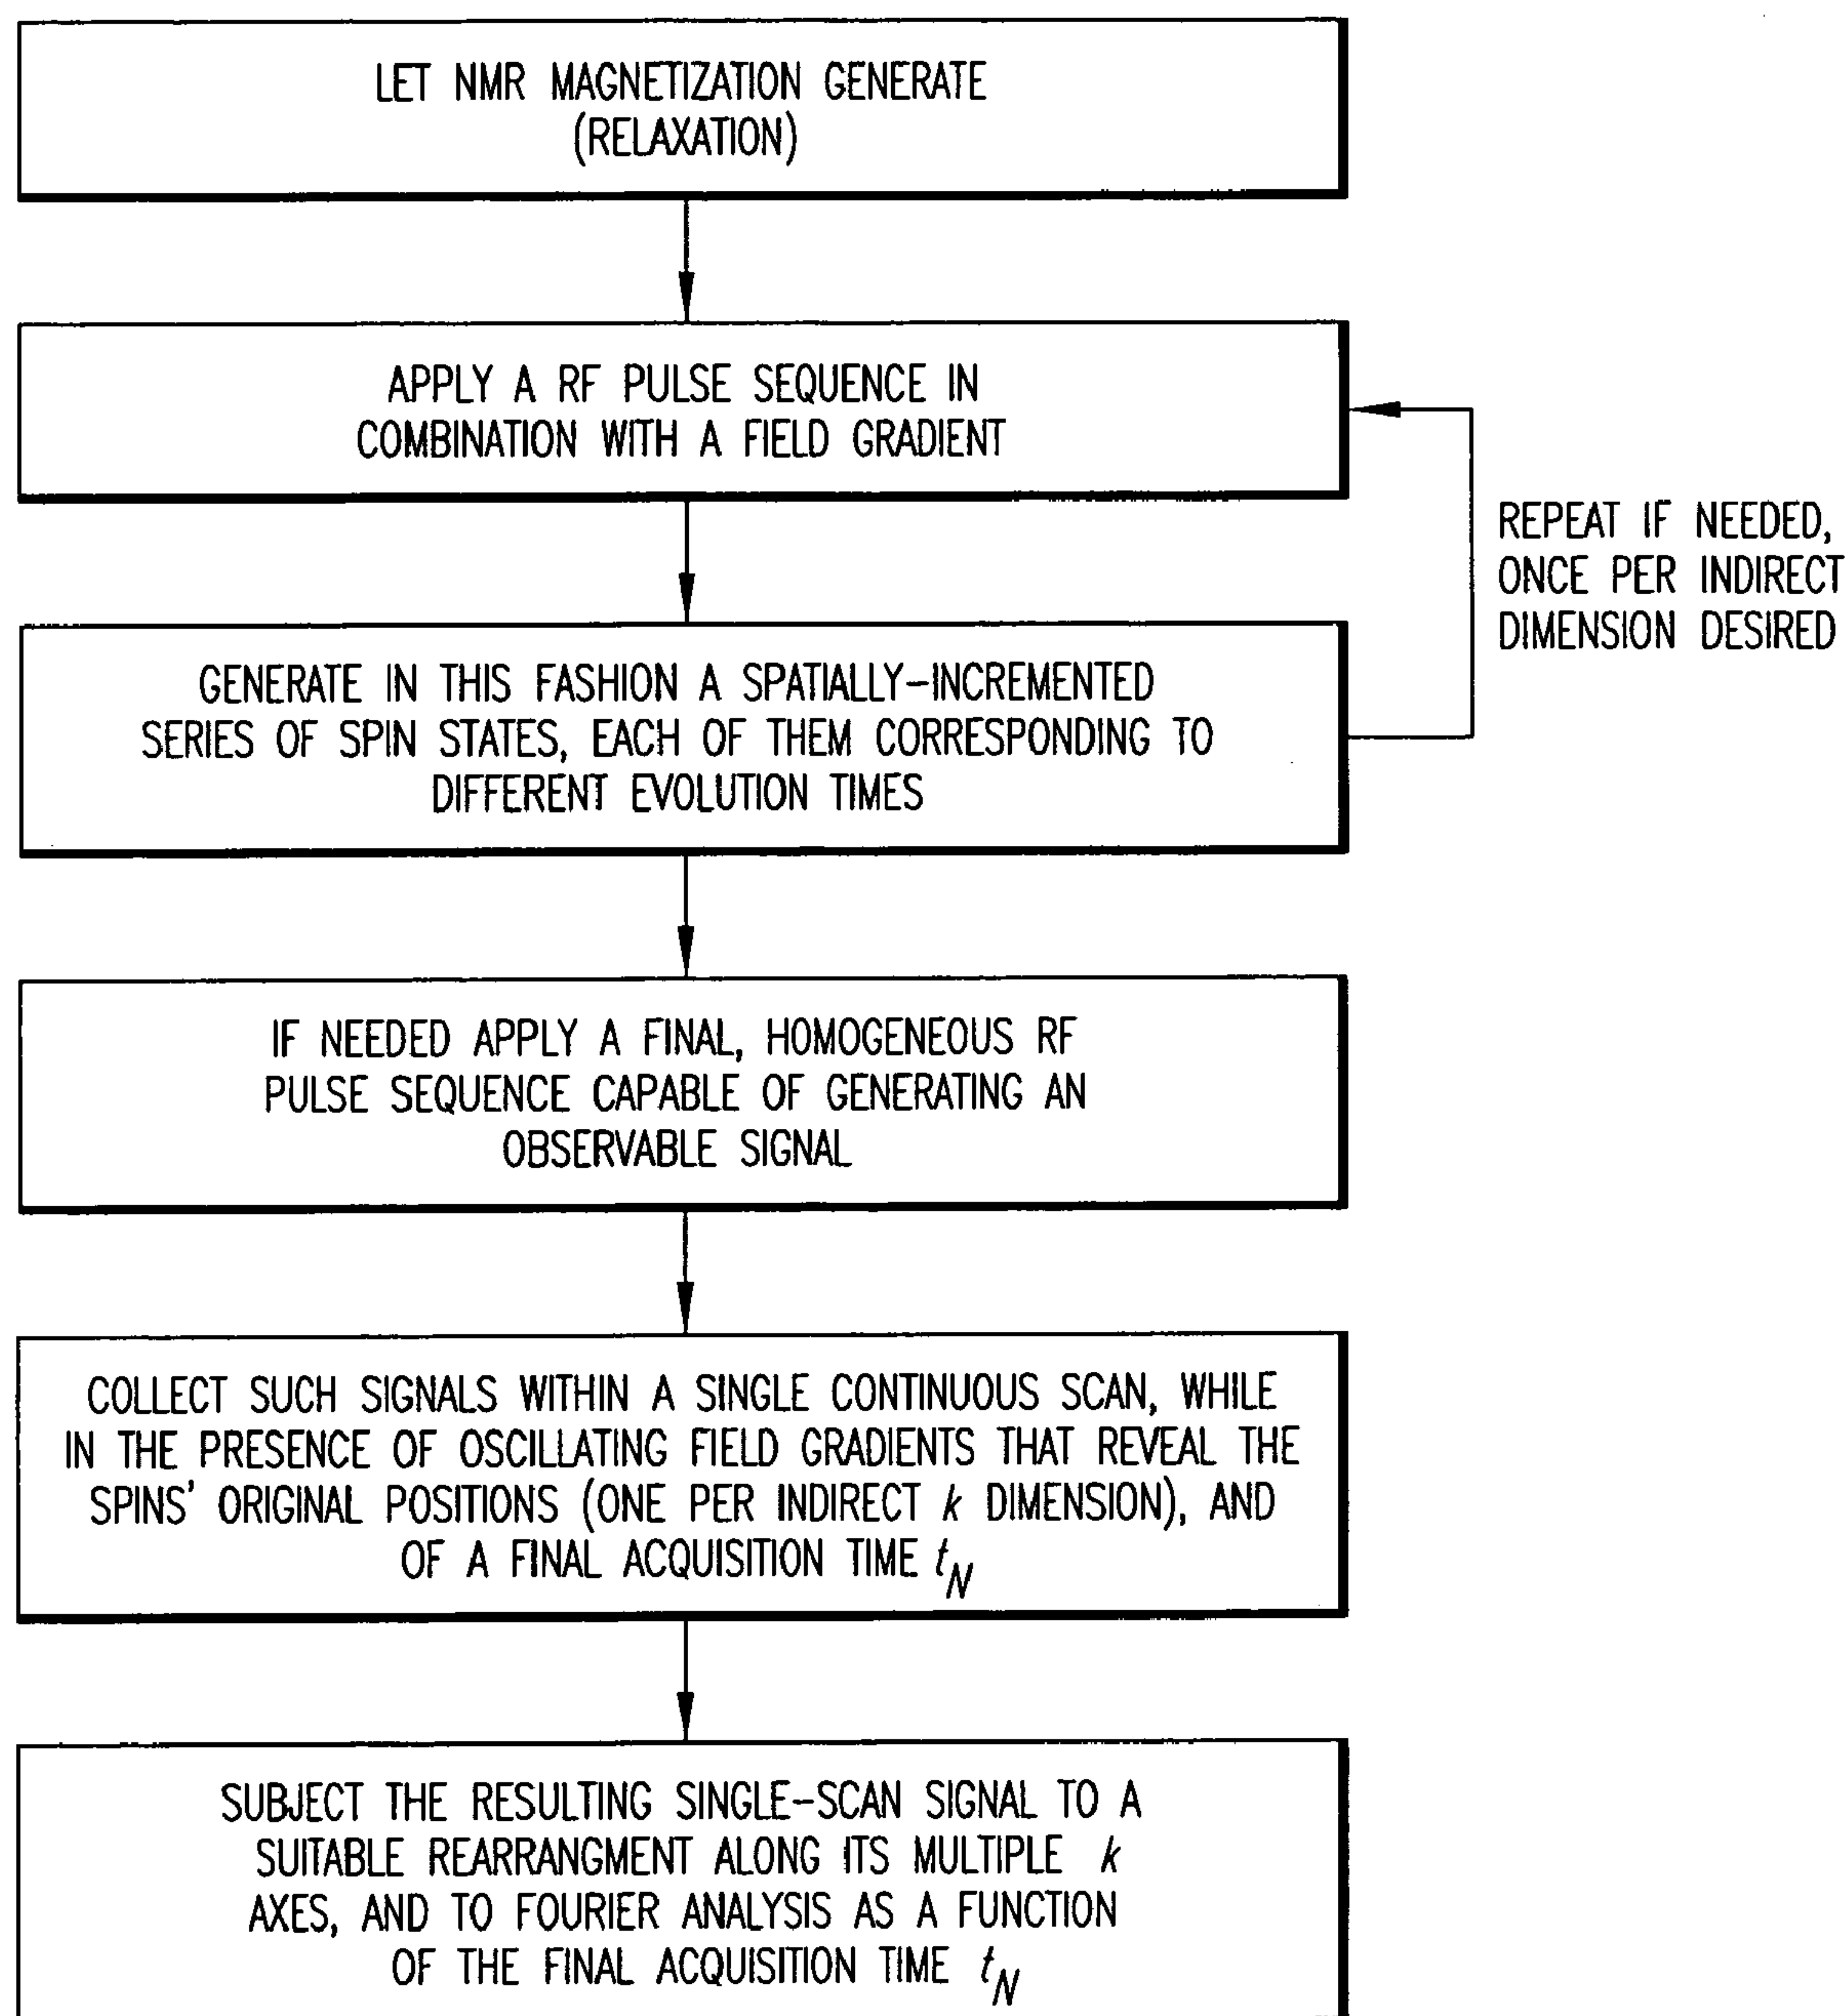 LET NMR MAGNETIZATION GENERATE
(RELAXATION)
APPLY A RF PULSE SEQUENCE IN
COMBINATION WITH A FIELD GRADIENT
REPEAT IF NEEDED,
ONCE PER INDIRECT
DIMENSION DESIRED
GENERATE IN THIS FASHION A SPATIALLY-INCREMENTED
SERIES OF SPIN STATES, EACH OF THEM CORRESPONDING TO
DIFFERENT EVOLUTION TIMES
IF NEEDED APPLY A FINAL, HOMOGENEOUS RF
PULSE SEQUENCE CAPABLE OF GENERATING AN
OBSERVABLE SIGNAL
COLLECT SUCH SIGNALS WITHIN A SINGLE CONTINUOUS SCAN, WHILE
IN THE PRESENCE OF OSCILLATING FIELD GRADIENTS THAT REVEAL THE
SPINS' ORIGINAL POSITIONS (ONE PER INDIRECT k DIMENSION), AND
OF A FINAL ACQUISITION TIME tN
SUBJECT THE RESULTING SINGLE-SCAN SIGNAL TO A
SUITABLE REARRANGMENT ALONG ITS MULTIPLE k
AXES, AND TO FOURIER ANALYSIS AS A FUNCTION
OF THE FINAL ACQUISITION TIME tN